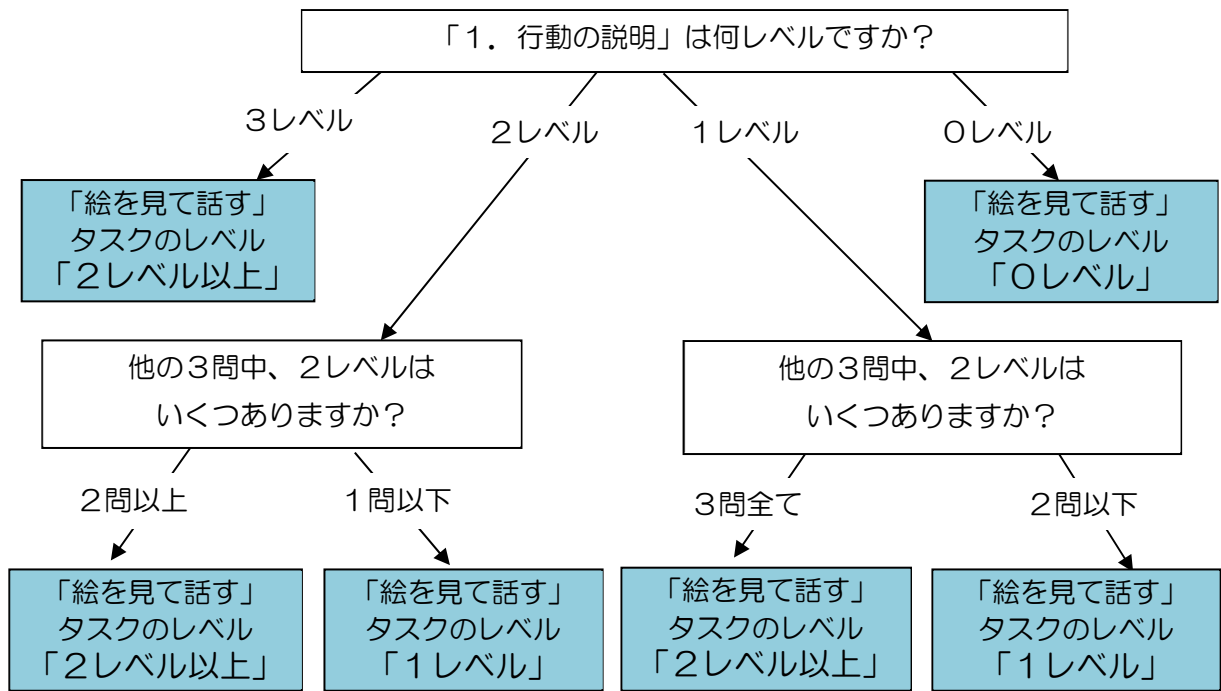 「１．行動の説明」は何レベルですか？
３レベル
２レベル
１レベル
０レベル
「絵を見て話す」
タスクのレベル
「２レベル以上」
「絵を見て話す」
タスクのレベル
「０レベル」
他の３問中、２レベルは
いくつありますか？
他の３問中、２レベルは
いくつありますか？
２問以上
１問以下
３問全て
２問以下
「絵を見て話す」
タスクのレベル
「２レベル以上」
「絵を見て話す」
タスクのレベル
「１レベル」
「絵を見て話す」
タスクのレベル
「２レベル以上」
「絵を見て話す」
タスクのレベル
「１レベル」